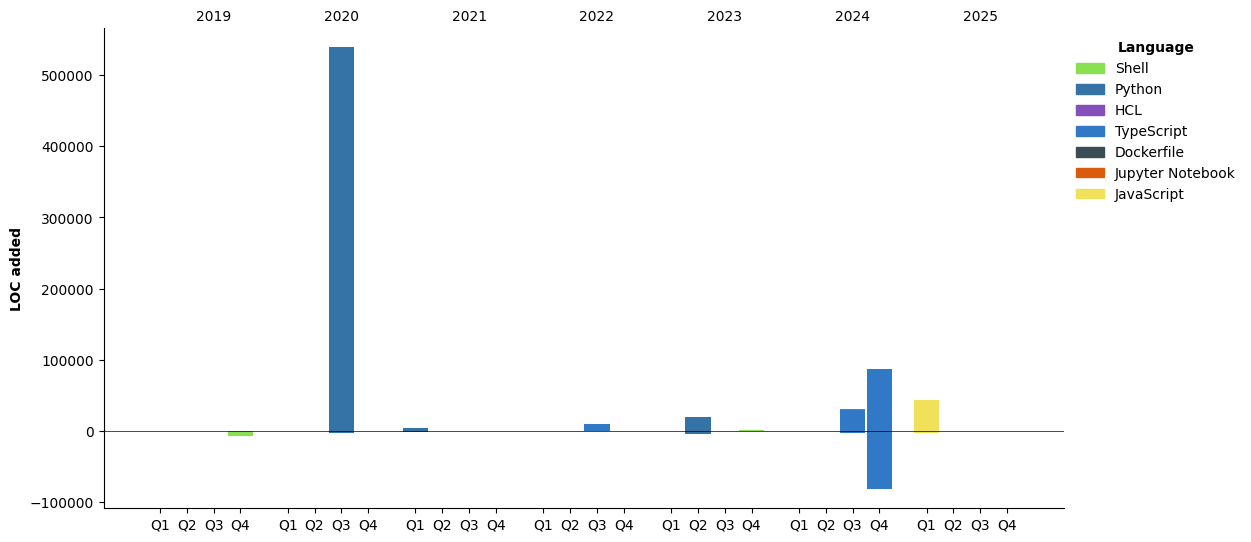 2019 2020 2021 2022 2023 2024 2025
Language
Shell
Python
HCL
TypeScript
Dockerfile
Jupyter Notebook
JavaScript
LOC added
500000
400000
300000
200000
100000
0
−100000
Q1 Q2 Q3 Q4 Q1 Q2 Q3 Q4 Q1 Q2 Q3 Q4 Q1 Q2 Q3 Q4 Q1 Q2 Q3 Q4 Q1 Q2 Q3 Q4 Q1 Q2 Q3 Q4